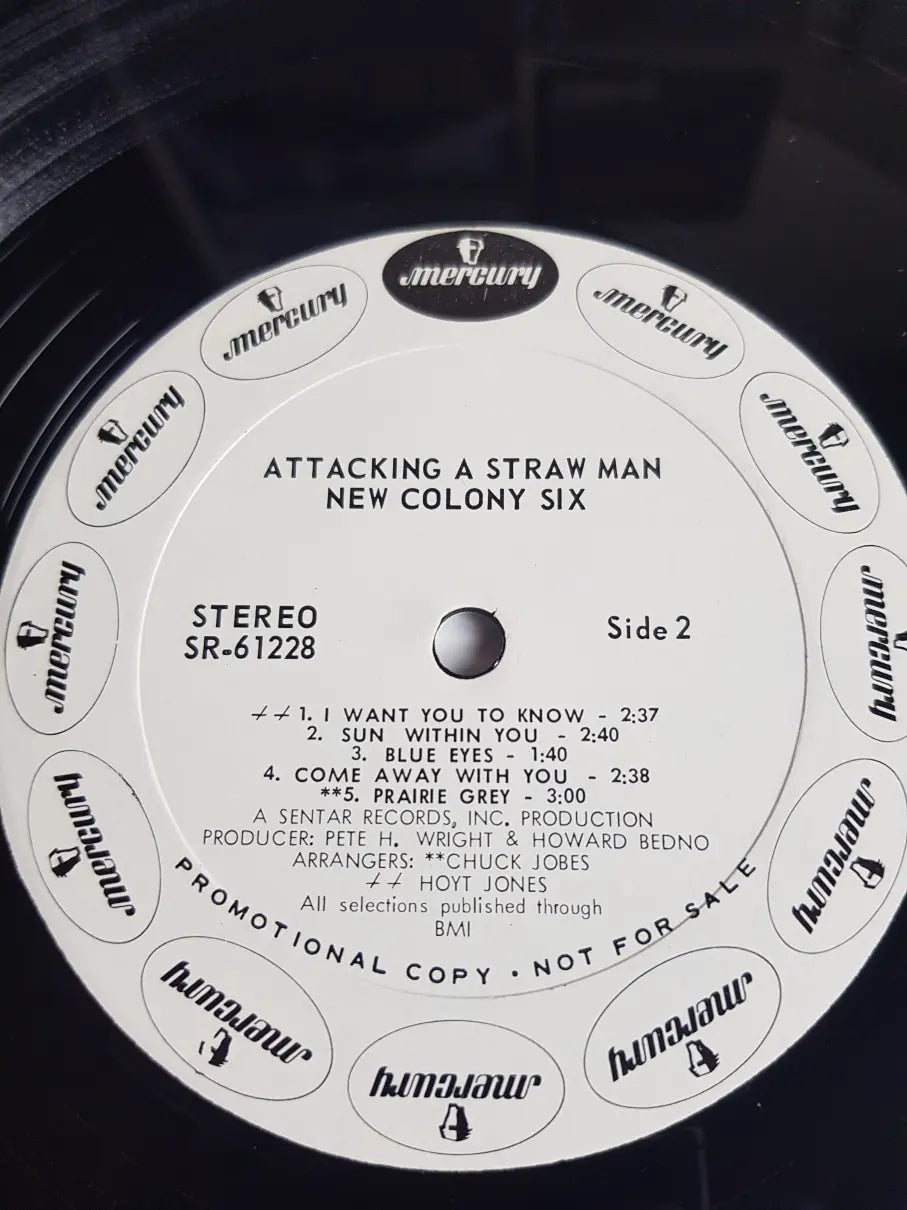 mercury
mercury
mercury
mercury
mercury
mercury
mercury
mercury
mercury
mercury
mercury
mercury
ATTACKING A STRAW MAN
NEW COLONY SIX
STEREO
SR-61228
Side 2
++ 1. I WANT YOU TO KNOW - 2:37
2. SUN WITHIN YOU - 2:40
3. BLUE EYES - 1:40
4. COME AWAY WITH YOU - 2:38
**5. PRAIRIE GREY - 3:00
A SENTAR RECORDS, INC. PRODUCTION
PRODUCER: PETE H. WRIGHT & HOWARD BEDNO
ARRANGERS: **CHUCK JOBES
++ HOYT JONES
All selections published through
BMI
PROMOTIONAL COPY • NOT FOR SALE